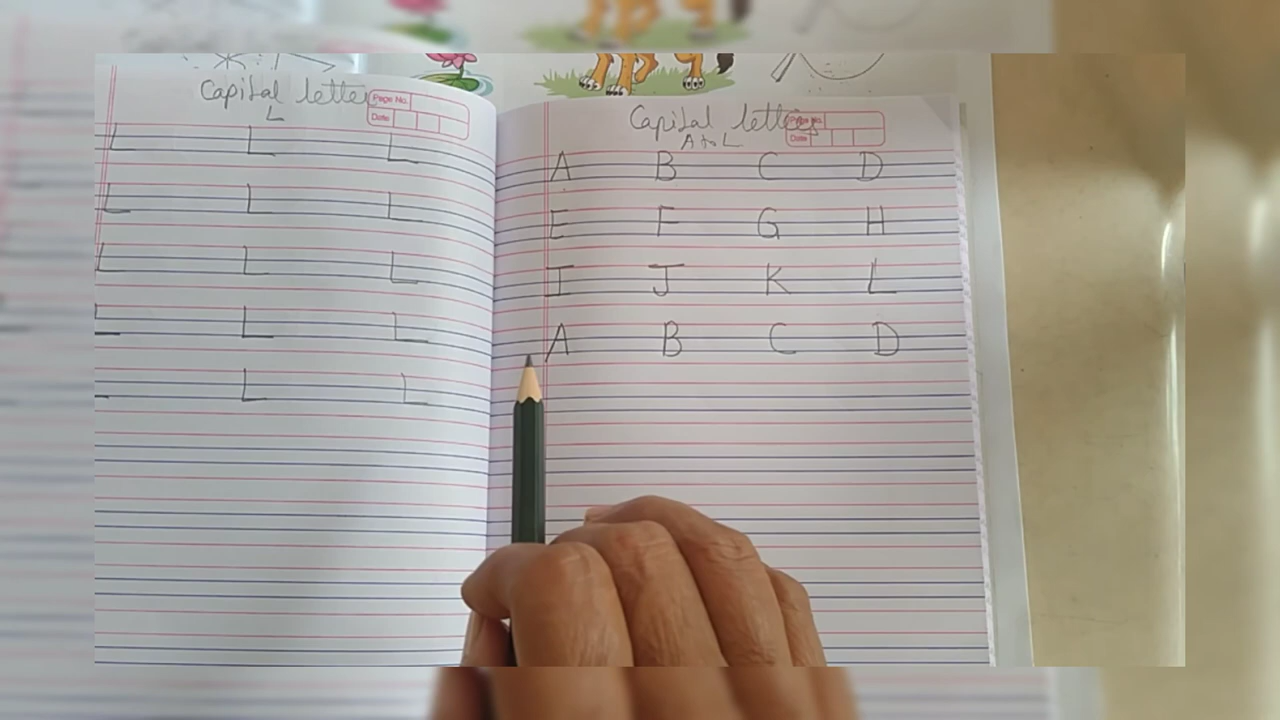 Capital letter
L
Page No.
Date
L L L
L L L
L L L
L L L
L L L
Capital letters
Page No.
A to L
Date
A B C D
E F G H
I J K L
A B C D